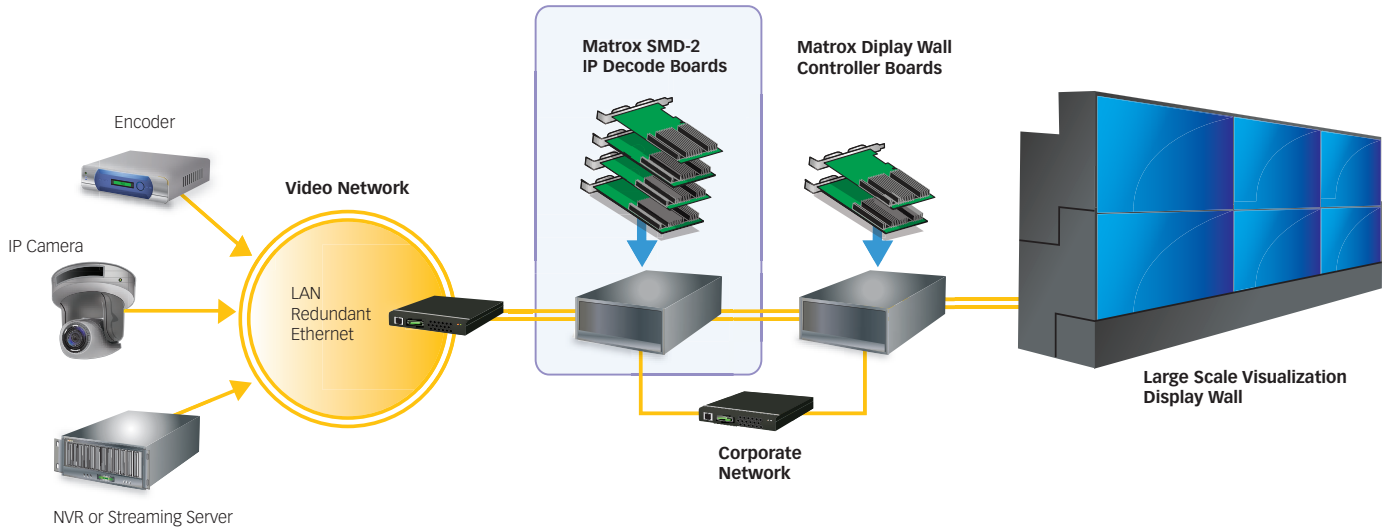 Matrox SMD-2
IP Decode Boards
Matrox Diplay Wall
Controller Boards
Encoder
Video Network
IP Camera
LAN
Redundant
Ethernet
Large Scale Visualization
Display Wall
Corporate
Network
NVR or Streaming Server